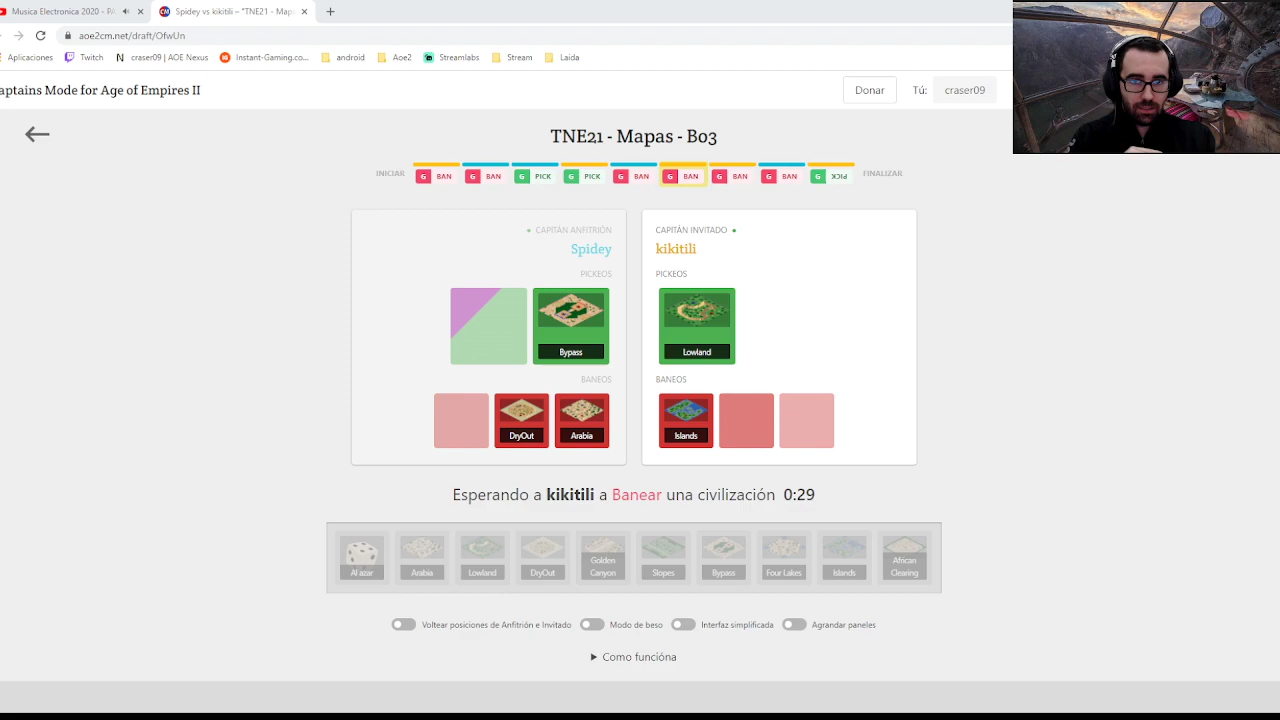 Musica Electronica 2020 - PA
Spidey vs kikitili – "TNE21 - Map
aoe2cm.net/draft/OfwUn
Aplicaciones
Twitch
craser09 | AOE Nexus
Instant-Gaming.co...
android
Aoe2
Streamlabs
Stream
Laida
aptains Mode for Age of Empires II
Donar
Tú:
craser09
TNE21 - Mapas - Bo3
INICIAR
G BAN
G BAN
G PICK
G PICK
G BAN
G BAN
G BAN
G BAN
G PICK
FINALIZAR
CAPITÁN ANFITRIÓN
Spidey
PICKEOS
Bypass
BANEOS
DryOut
Arabia
CAPITÁN INVITADO
kikitili
PICKEOS
Lowland
BANEOS
Islands
Esperando a kikitili a Banear una civilización 0:29
Al azar
Arabia
Lowland
DryOut
Golden
Canyon
Slopes
Bypass
Four Lakes
Islands
African
Clearing
Voltear posiciones de Anfitrión e Invitado
Modo de beso
Interfaz simplificada
Agrandar paneles
Como funcióna